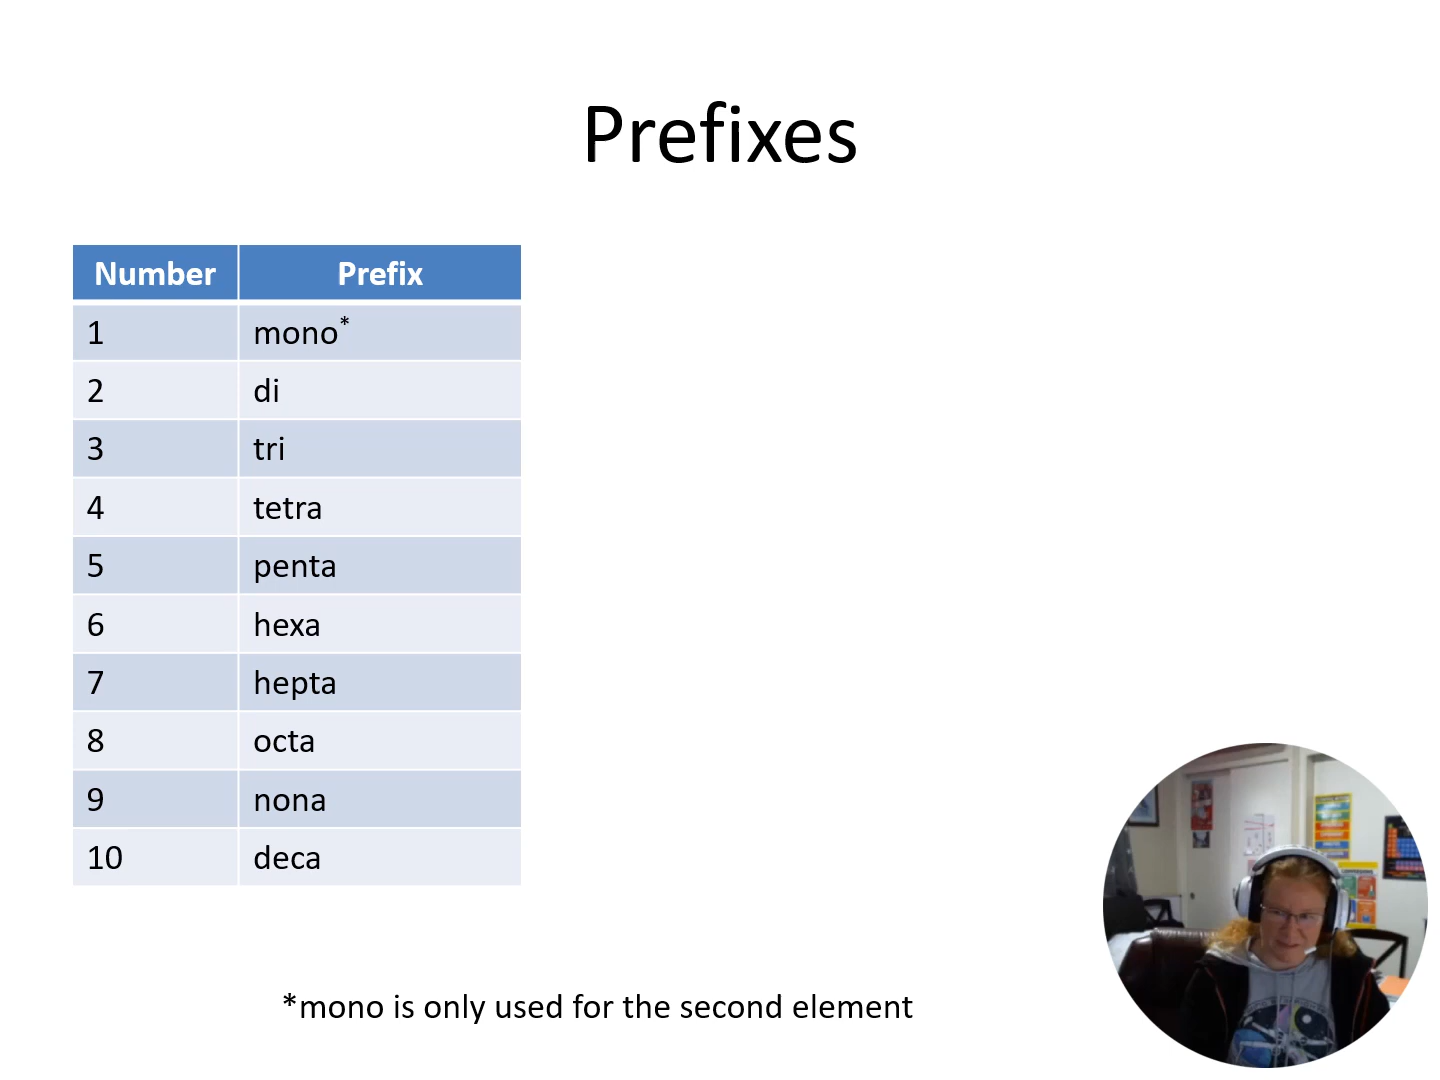 Prefixes
Number Prefix
1 mono*
2 di
3 tri
4 tetra
5 penta
6 hexa
7 hepta
8 octa
9 nona
10 deca
*mono is only used for the second element